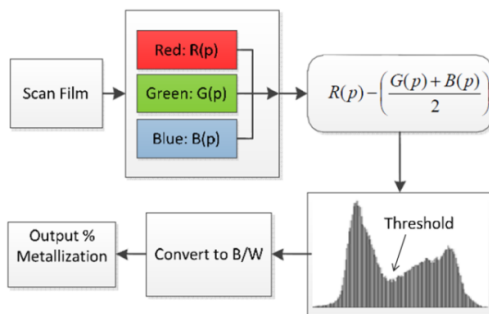 Scan Film
Red: R(p)
Green: G(p)
Blue: B(p)
R(p) − ( G(p) + B(p) / 2 )
Threshold
Convert to B/W
Output %
Metallization